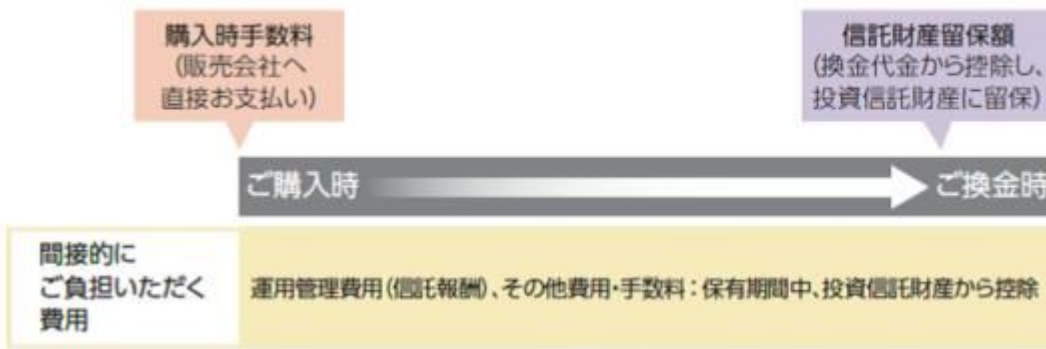 購入時手数料
(販売会社へ
直接お支払い)
信託財産留保額
(換金代金から控除し、
投資信託財産に留保)
ご購入時
ご換金時
間接的に
ご負担いただく
費用
運用管理費用(信託報酬)、その他費用・手数料：保有期間中、投資信託財産から控除